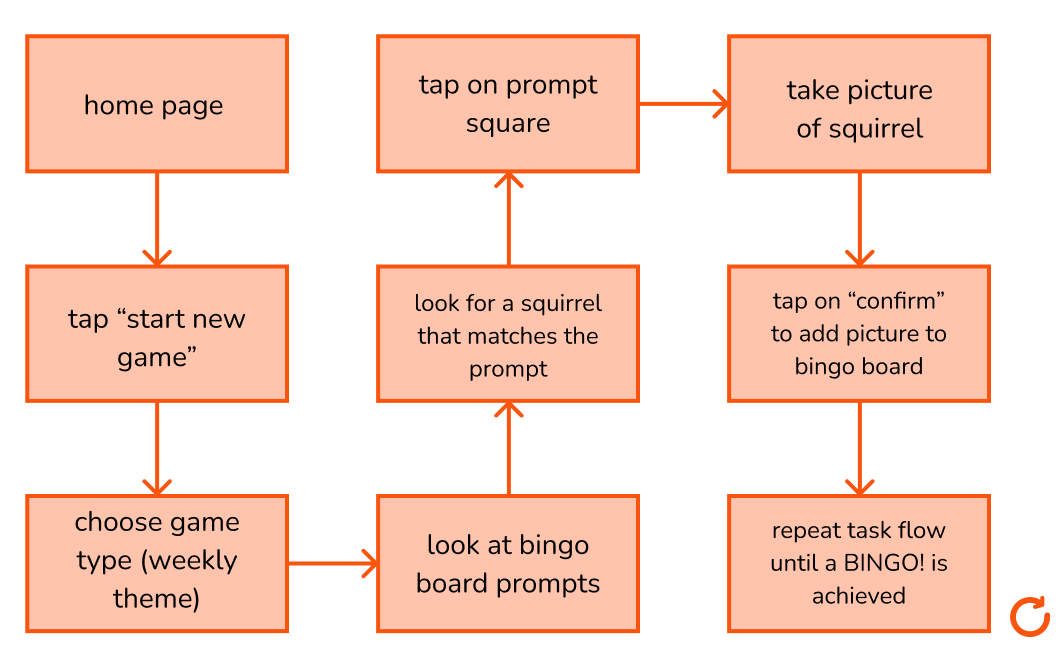 home page
tap “start new
game”
choose game
type (weekly
theme)
look at bingo
board prompts
look for a squirrel
that matches the
prompt
tap on prompt
square
take picture
of squirrel
tap on “confirm”
to add picture to
bingo board
repeat task flow
until a BINGO! is
achieved